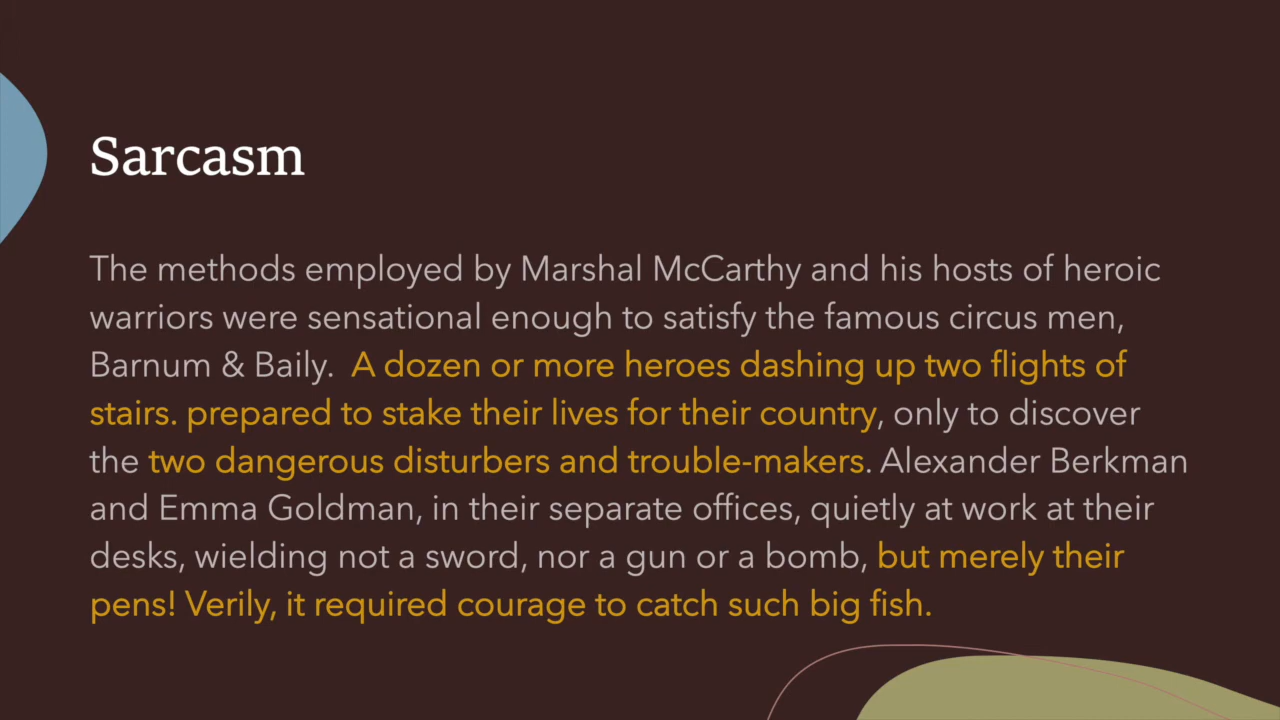 Sarcasm
The methods employed by Marshal McCarthy and his hosts of heroic
warriors were sensational enough to satisfy the famous circus men,
Barnum & Baily.  A dozen or more heroes dashing up two flights of
stairs. prepared to stake their lives for their country, only to discover
the two dangerous disturbers and trouble-makers. Alexander Berkman
and Emma Goldman, in their separate offices, quietly at work at their
desks, wielding not a sword, nor a gun or a bomb, but merely their
pens! Verily, it required courage to catch such big fish.